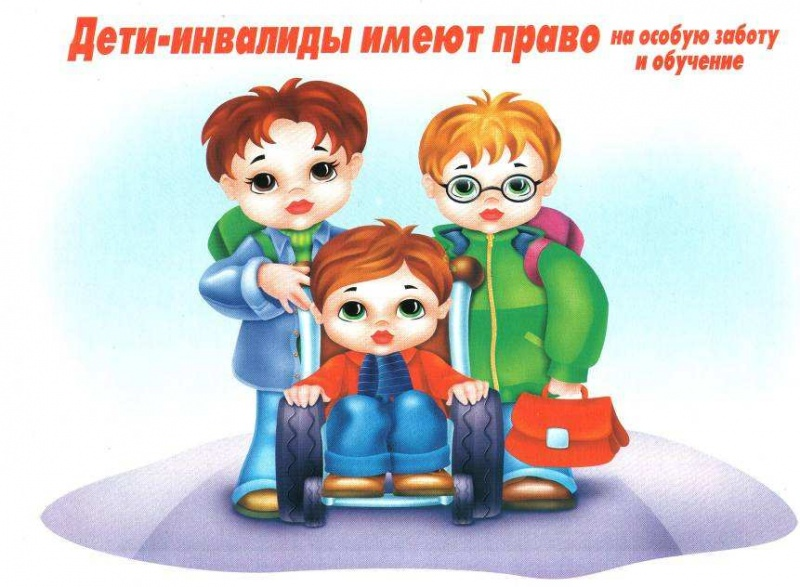 Дети-инвалиды имеют право на особую заботу
и обучение